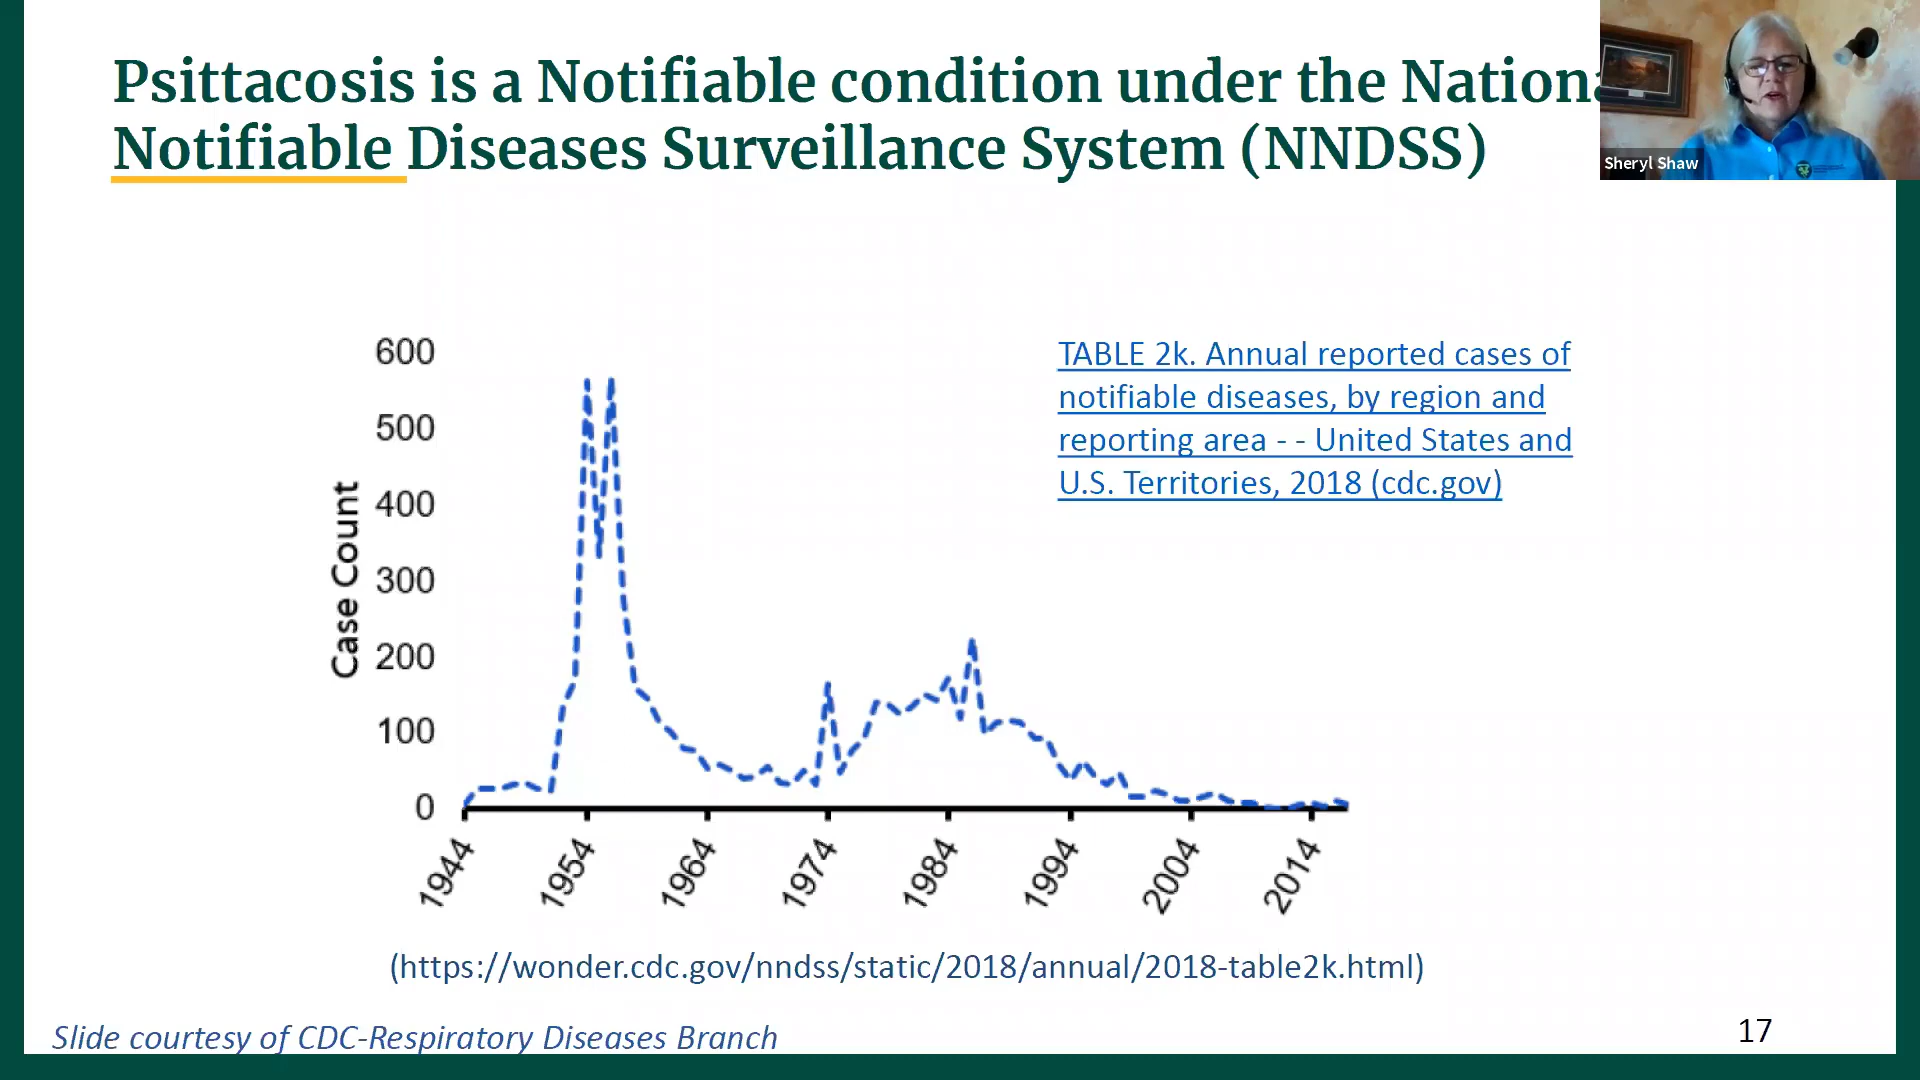 Psittacosis is a Notifiable condition under the Nationa
Notifiable Diseases Surveillance System (NNDSS)
Sheryl Shaw
TABLE 2k. Annual reported cases of
notifiable diseases, by region and
reporting area - - United States and
U.S. Territories, 2018 (cdc.gov)
Case Count
600
500
400
300
200
100
0
1944
1954
1964
1974
1984
1994
2004
2014
(https://wonder.cdc.gov/nndss/static/2018/annual/2018-table2k.html)
Slide courtesy of CDC-Respiratory Diseases Branch
17